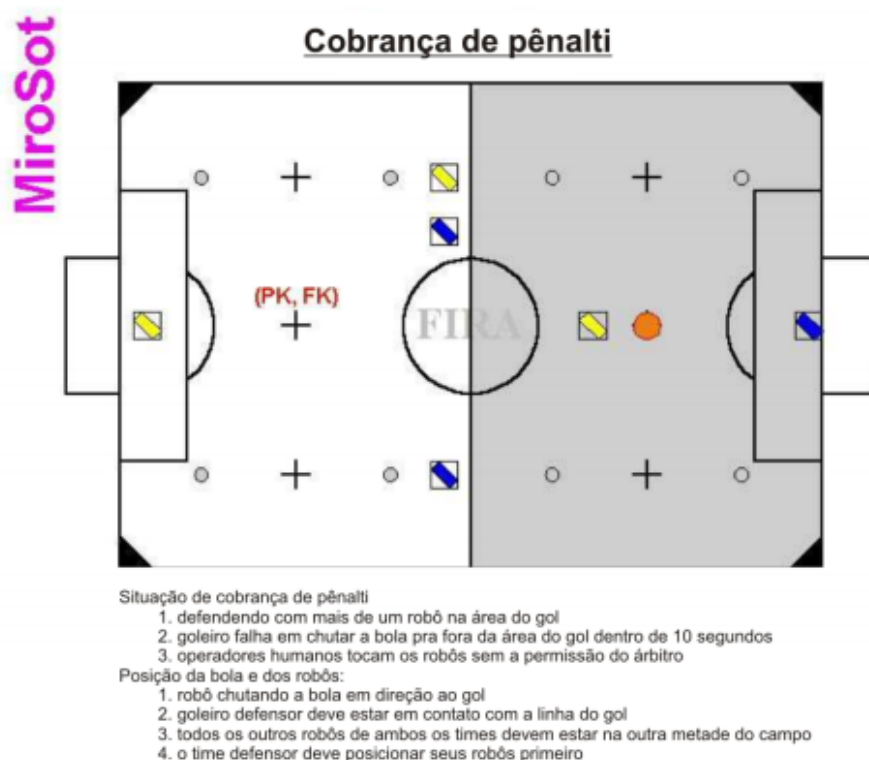 MiroSot
Cobrança de pênalti
(PK, FK)
FIRA
Situação de cobrança de pênalti
1. defendendo com mais de um robô na área do gol
2. goleiro falha em chutar a bola pra fora da área do gol dentro de 10 segundos
3. operadores humanos tocam os robôs sem a permissão do árbitro
Posição da bola e dos robôs:
1. robô chutando a bola em direção ao gol
2. goleiro defensor deve estar em contato com a linha do gol
3. todos os outros robôs de ambos os times devem estar na outra metade do campo
4. o time defensor deve posicionar seus robôs primeiro